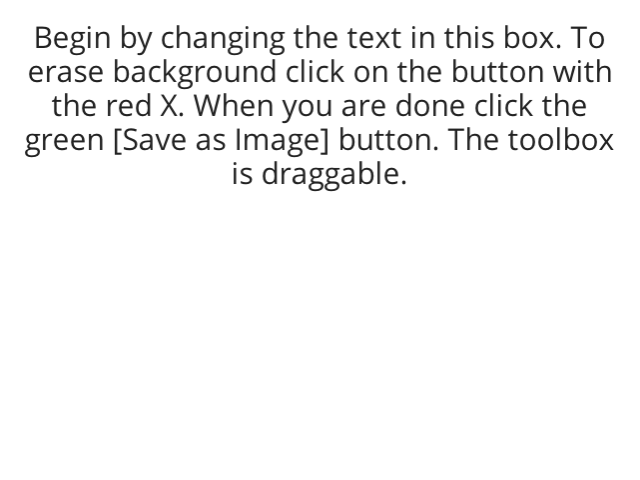 Begin by changing the text in this box. To
erase background click on the button with
the red X. When you are done click the
green [Save as Image] button. The toolbox
is draggable.